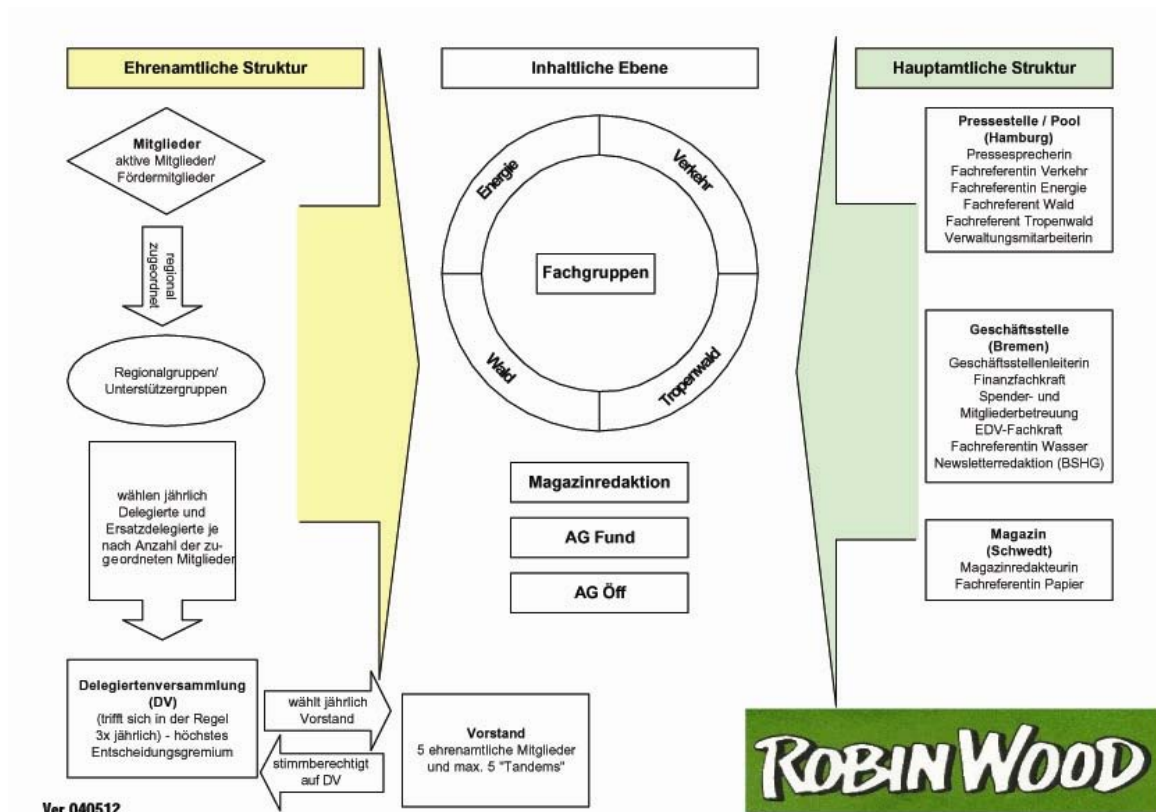 Ehrenamtliche Struktur
Mitglieder
aktive Mitglieder/
Fördermitglieder
regional
zugeordnet
Regionalgruppen/
Unterstützergruppen
wählen jährlich
Delegierte und
Ersatzdelegierte je
nach Anzahl der zu-
geordneten Mitglieder
Delegiertenversammlung
(DV)
(trifft sich in der Regel
3x jährlich) - höchstes
Entscheidungsgremium
wählt jährlich
Vorstand
stimmberechtigt
auf DV
Vorstand
5 ehrenamtliche Mitglieder
und max. 5 "Tandems"
Inhaltliche Ebene
Energie
Verkehr
Fachgruppen
Wald
Tropenwald
Magazinredaktion
AG Fund
AG Öff
Hauptamtliche Struktur
Pressestelle / Pool
(Hamburg)
Pressesprecherin
Fachreferentin Verkehr
Fachreferentin Energie
Fachreferent Wald
Fachreferent Tropenwald
Verwaltungsmitarbeiterin
Geschäftsstelle
(Bremen)
Geschäftsstellenleiterin
Finanzfachkraft
Spender- und
Mitgliederbetreuung
EDV-Fachkraft
Fachreferentin Wasser
Newsletterredaktion (BSHG)
Magazin
(Schwedt)
Magazinredakteurin
Fachreferentin Papier
ROBIN WOOD
Ver 040512